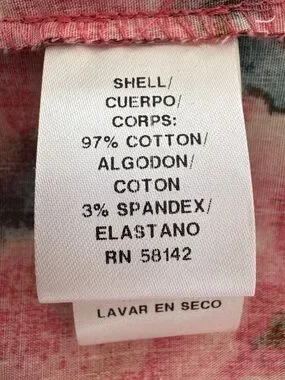 SHELL/
CUERPO/
CORPS:
97% COTTON/
ALGODON/
COTON
3% SPANDEX/
ELASTANO
RN 58142
LAVAR EN SECO